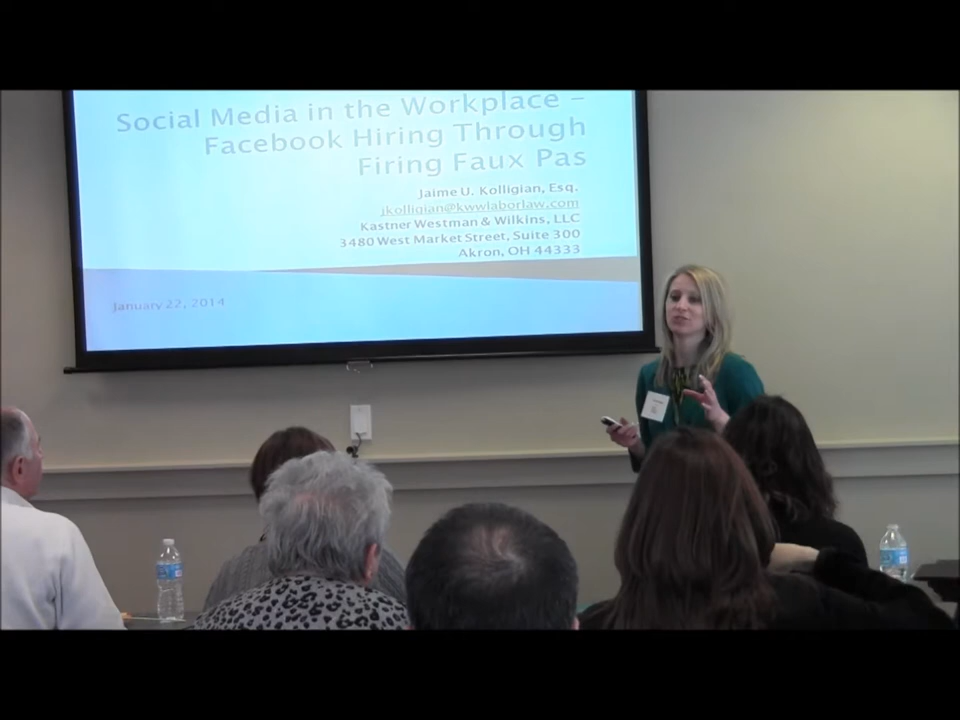 Social Media in the Workplace –
Facebook Hiring Through
Firing Faux Pas
Jaime U. Kolligian, Esq.
jkolligian@kwwlaborlaw.com
Kastner Westman & Wilkins, LLC
3480 West Market Street, Suite 300
Akron, OH 44333
January 22, 2014